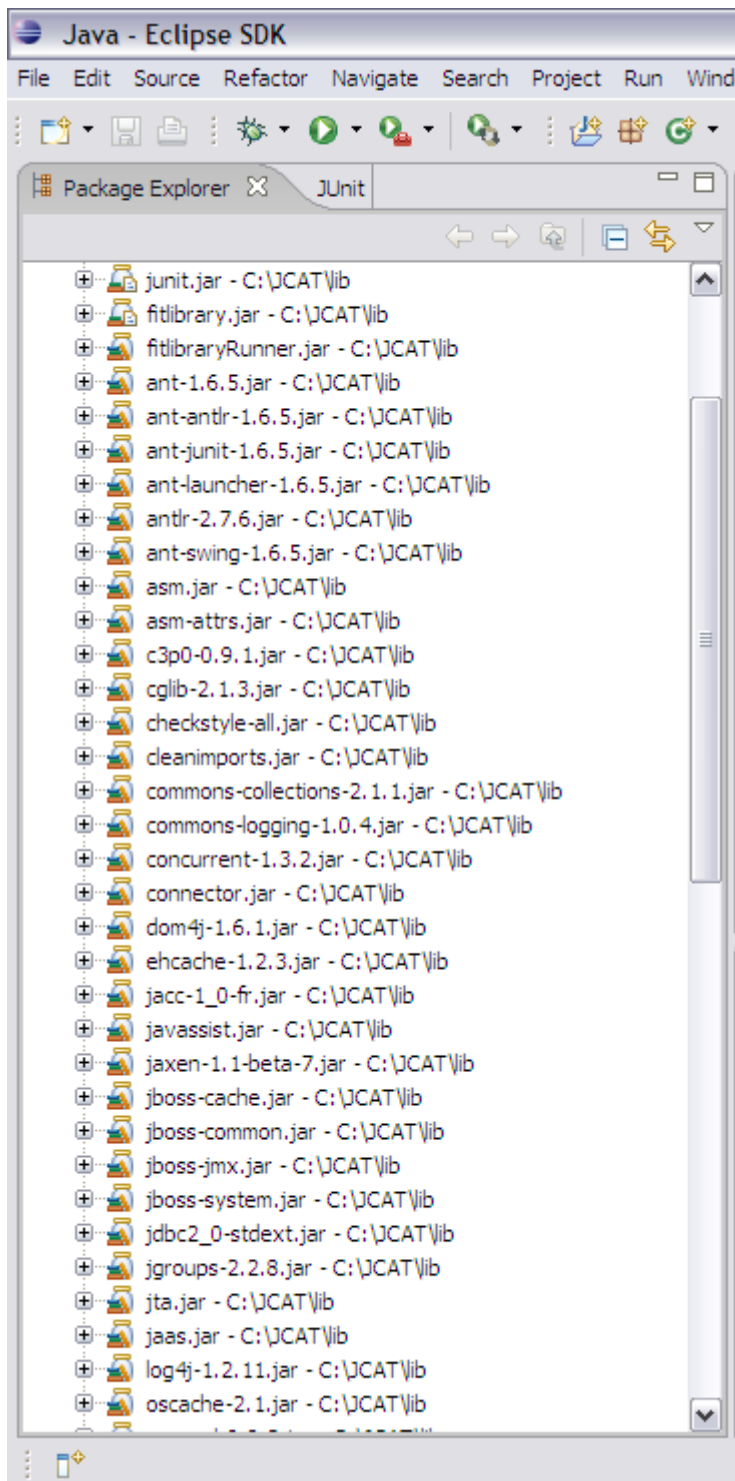 Java - Eclipse SDK
File Edit Source Refactor Navigate Search Project Run Wind
Package Explorer JUnit
junit.jar - C:\JCAT\lib
fitlibrary.jar - C:\JCAT\lib
fitlibraryRunner.jar - C:\JCAT\lib
ant-1.6.5.jar - C:\JCAT\lib
ant-antlr-1.6.5.jar - C:\JCAT\lib
ant-junit-1.6.5.jar - C:\JCAT\lib
ant-launcher-1.6.5.jar - C:\JCAT\lib
antlr-2.7.6.jar - C:\JCAT\lib
ant-swing-1.6.5.jar - C:\JCAT\lib
asm.jar - C:\JCAT\lib
asm-attrs.jar - C:\JCAT\lib
c3p0-0.9.1.jar - C:\JCAT\lib
cglib-2.1.3.jar - C:\JCAT\lib
checkstyle-all.jar - C:\JCAT\lib
cleanimports.jar - C:\JCAT\lib
commons-collections-2.1.1.jar - C:\JCAT\lib
commons-logging-1.0.4.jar - C:\JCAT\lib
concurrent-1.3.2.jar - C:\JCAT\lib
connector.jar - C:\JCAT\lib
dom4j-1.6.1.jar - C:\JCAT\lib
ehcache-1.2.3.jar - C:\JCAT\lib
jacc-1_0-fr.jar - C:\JCAT\lib
javassist.jar - C:\JCAT\lib
jaxen-1.1-beta-7.jar - C:\JCAT\lib
jboss-cache.jar - C:\JCAT\lib
jboss-common.jar - C:\JCAT\lib
jboss-jmx.jar - C:\JCAT\lib
jboss-system.jar - C:\JCAT\lib
jdbc2_0-stdext.jar - C:\JCAT\lib
jgroups-2.2.8.jar - C:\JCAT\lib
jta.jar - C:\JCAT\lib
jaas.jar - C:\JCAT\lib
log4j-1.2.11.jar - C:\JCAT\lib
oscache-2.1.jar - C:\JCAT\lib